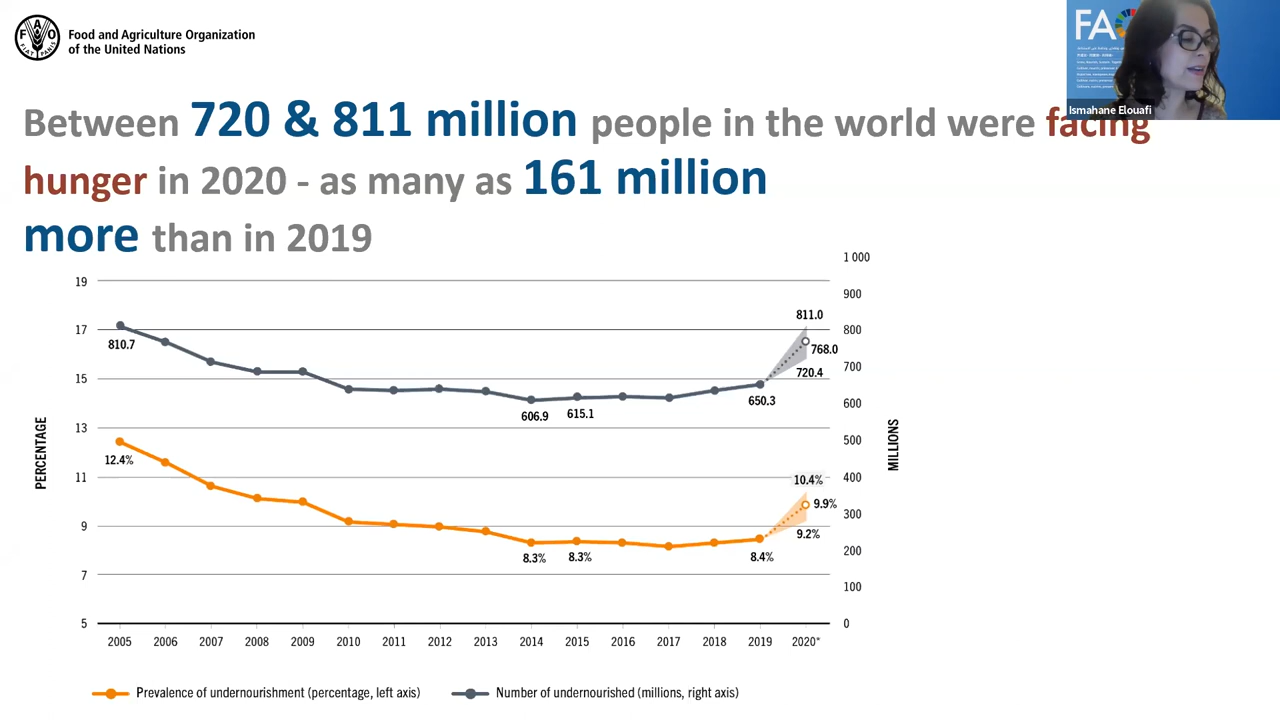 Food and Agriculture Organization
of the United Nations
FAO
Ismahane Elouafi
Between 720 & 811 million people in the world were facing
hunger in 2020 - as many as 161 million
more than in 2019
1 000
19
900
811.0
17
800
810.7
768.0
700
720.4
15
650.3
600
606.9
615.1
13
500
PERCENTAGE
MILLIONS
12.4%
11
400
10.4%
9.9%
300
9
9.2%
8.3%
8.3%
8.4%
200
7
100
5
0
2005 2006 2007 2008 2009 2010 2011 2012 2013 2014 2015 2016 2017 2018 2019 2020*
Prevalence of undernourishment (percentage, left axis)
Number of undernourished (millions, right axis)